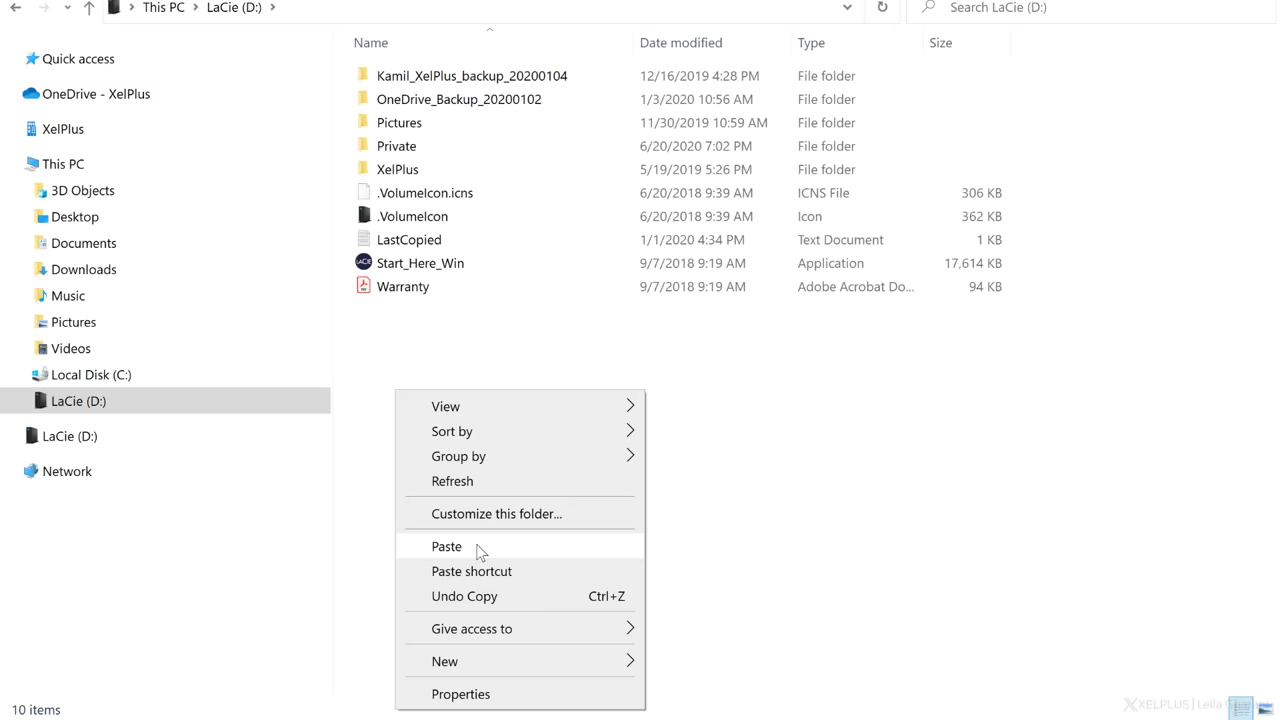 This PC LaCie (D:) Search LaCie (D:)
Name Date modified Type Size
Quick access
OneDrive - XelPlus
XelPlus
This PC
3D Objects
Desktop
Documents
Downloads
Music
Pictures
Videos
Local Disk (C:)
LaCie (D:)
LaCie (D:)
Network
Kamil_XelPlus_backup_20200104 12/16/2019 4:28 PM File folder
OneDrive_Backup_20200102 1/3/2020 10:56 AM File folder
Pictures 11/30/2019 10:59 AM File folder
Private 6/20/2020 7:02 PM File folder
XelPlus 5/19/2019 5:26 PM File folder
.VolumeIcon.icns 6/20/2018 9:39 AM ICNS File 306 KB
.VolumeIcon 6/20/2018 9:39 AM Icon 362 KB
LastCopied 1/1/2020 4:34 PM Text Document 1 KB
LACIE Start_Here_Win 9/7/2018 9:19 AM Application 17,614 KB
Warranty 9/7/2018 9:19 AM Adobe Acrobat Do... 94 KB
View
Sort by
Group by
Refresh
Customize this folder...
Paste
Paste shortcut
Undo Copy Ctrl+Z
Give access to
New
Properties
10 items
XELPLUS | Leila